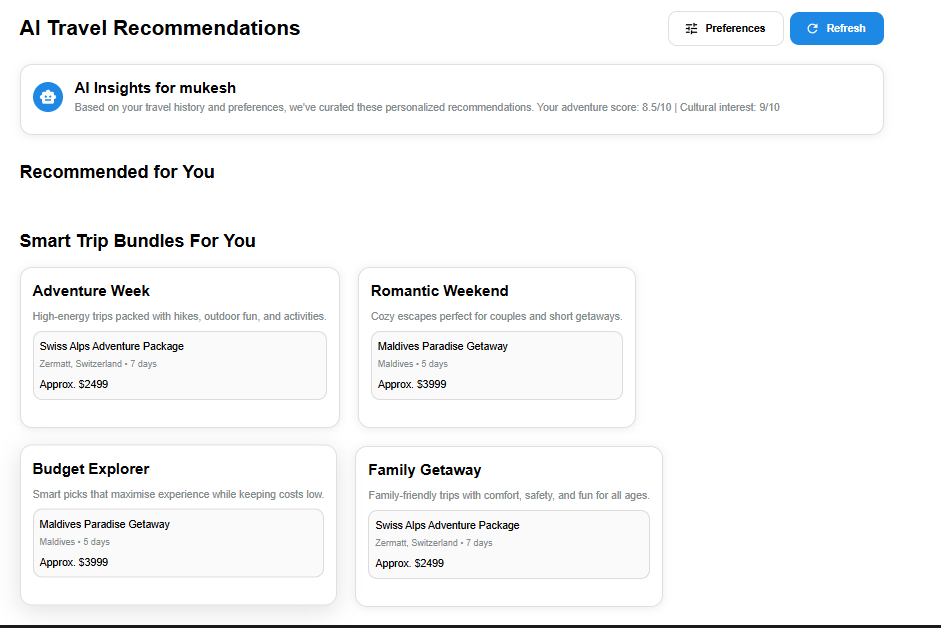 AI Travel Recommendations
Preferences
Refresh
AI Insights for mukesh
Based on your travel history and preferences, we've curated these personalized recommendations. Your adventure score: 8.5/10 | Cultural interest: 9/10
Recommended for You
Smart Trip Bundles For You
Adventure Week
High-energy trips packed with hikes, outdoor fun, and activities.
Swiss Alps Adventure Package
Zermatt, Switzerland • 7 days
Approx. $2499
Romantic Weekend
Cozy escapes perfect for couples and short getaways.
Maldives Paradise Getaway
Maldives • 5 days
Approx. $3999
Budget Explorer
Smart picks that maximise experience while keeping costs low.
Maldives Paradise Getaway
Maldives • 5 days
Approx. $3999
Family Getaway
Family-friendly trips with comfort, safety, and fun for all ages.
Swiss Alps Adventure Package
Zermatt, Switzerland • 7 days
Approx. $2499